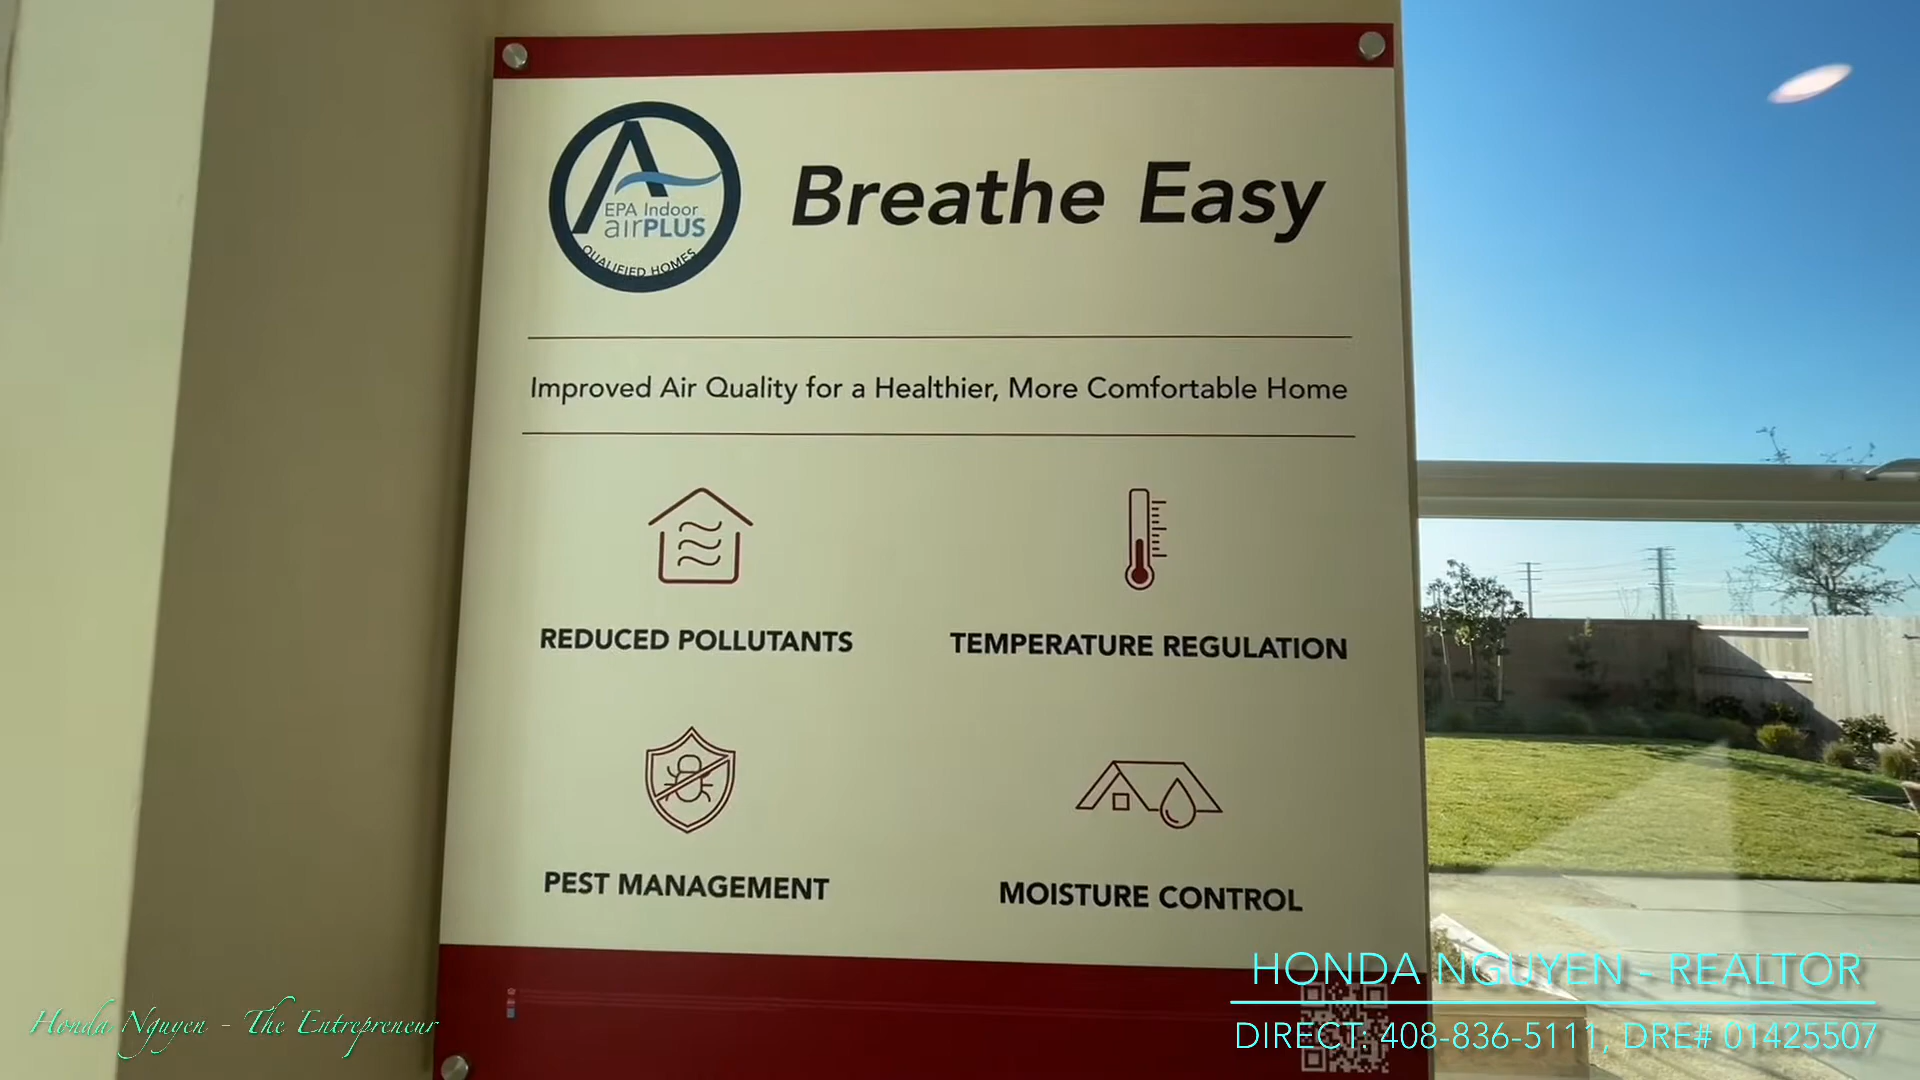 EPA Indoor
airPLUS
QUALIFIED HOMES
Breathe Easy
Improved Air Quality for a Healthier, More Comfortable Home
REDUCED POLLUTANTS
TEMPERATURE REGULATION
PEST MANAGEMENT
MOISTURE CONTROL
HONDA NGUYEN - REALTOR
DIRECT: 408-836-5111, DRE# 01425507
Honda Nguyen - The Entrepreneur